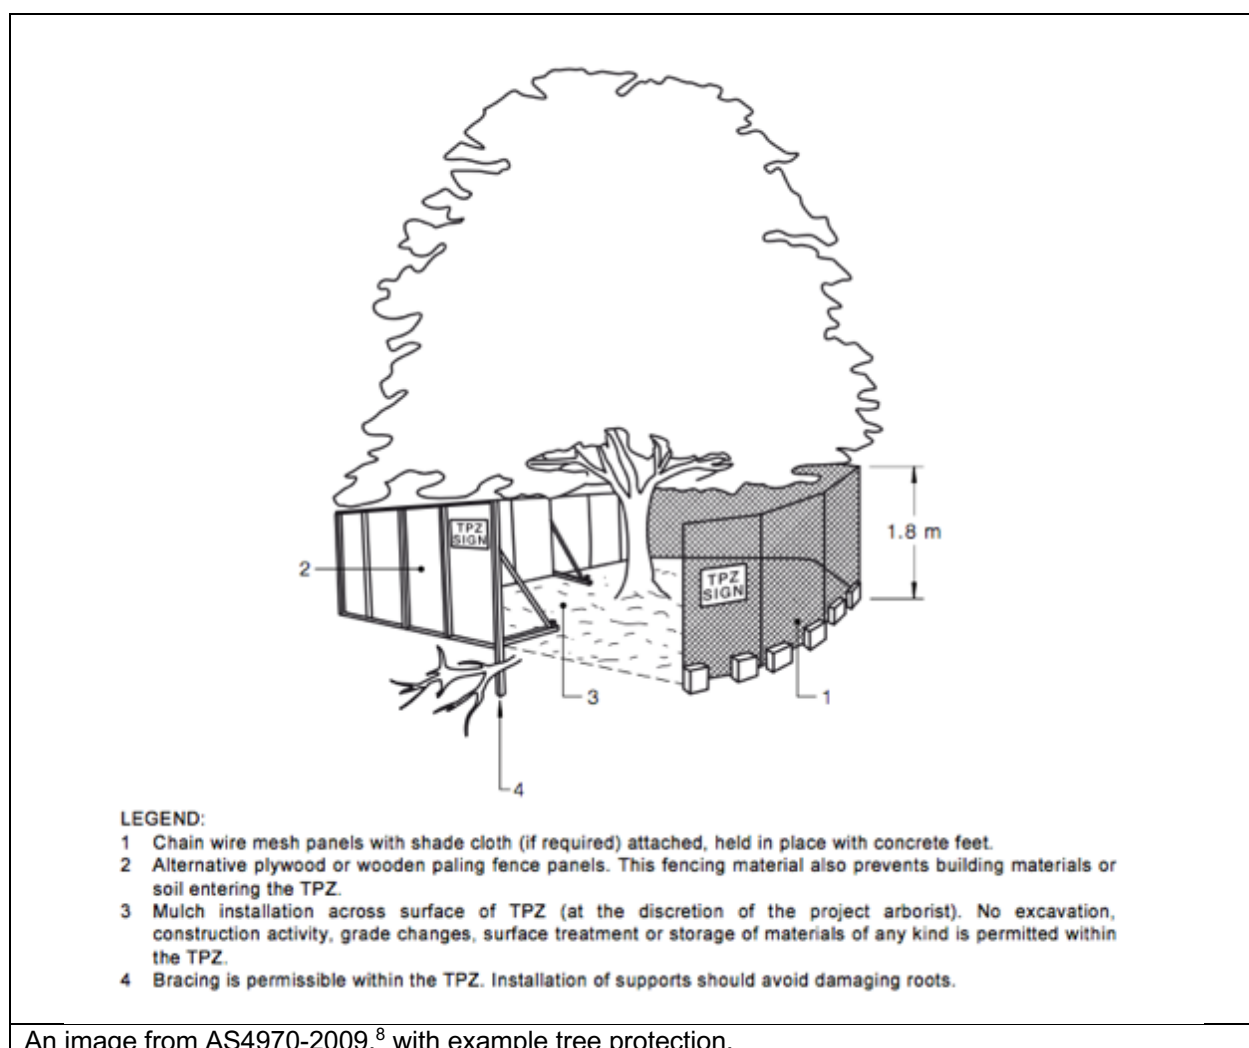 TPZ
SIGN
1.8 m
2
TPZ
SIGN
3
1
4
LEGEND:
1 Chain wire mesh panels with shade cloth (if required) attached, held in place with concrete feet.
2 Alternative plywood or wooden paling fence panels. This fencing material also prevents building materials or
soil entering the TPZ.
3 Mulch installation across surface of TPZ (at the discretion of the project arborist). No excavation,
construction activity, grade changes, surface treatment or storage of materials of any kind is permitted within
the TPZ.
4 Bracing is permissible within the TPZ. Installation of supports should avoid damaging roots.
An image from AS4970-2009,⁸ with example tree protection.